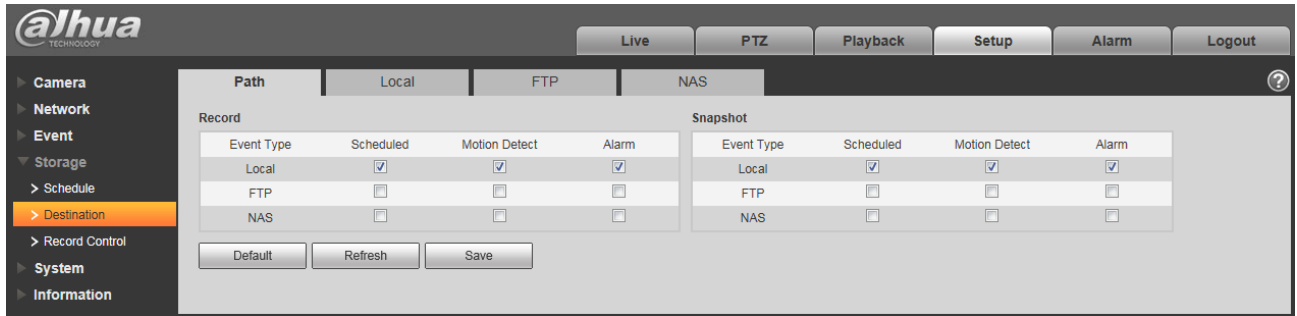 alhua
TECHNOLOGY
Live PTZ Playback Setup Alarm Logout
Camera
Network
Event
Storage
> Schedule
> Destination
> Record Control
System
Information
Path Local FTP NAS ?
Record
Event Type Scheduled Motion Detect Alarm
Local
FTP
NAS
Default Refresh Save
Snapshot
Event Type Scheduled Motion Detect Alarm
Local
FTP
NAS